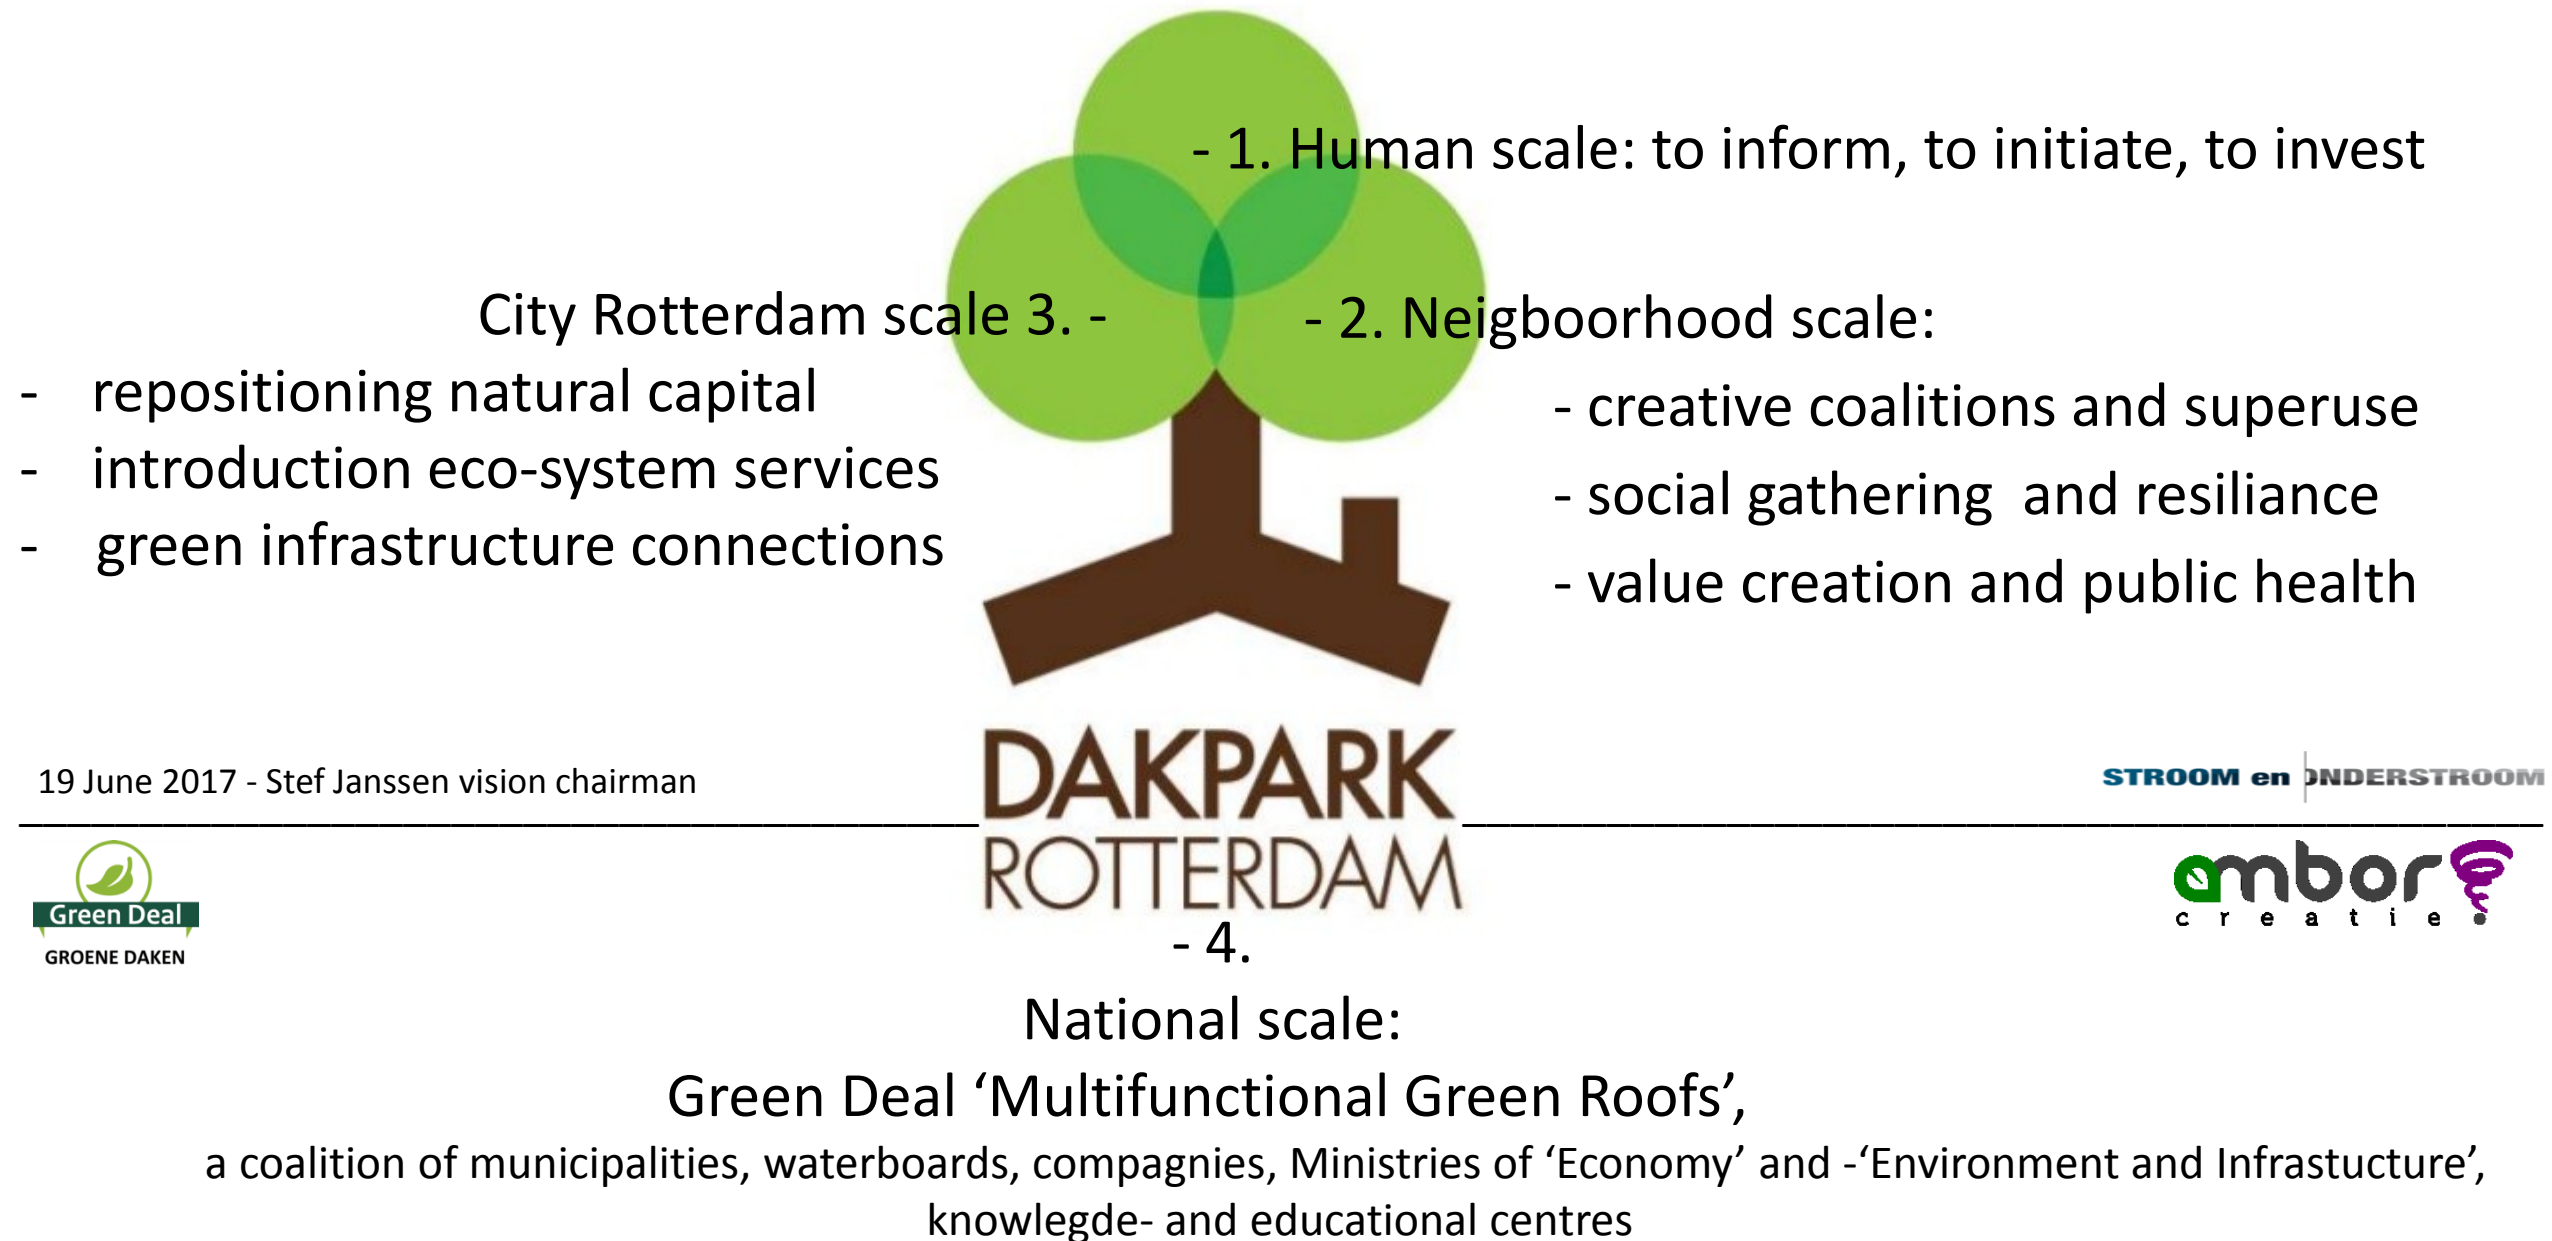 - 1. Human scale: to inform, to initiate, to invest
City Rotterdam scale 3. -
- repositioning natural capital
- introduction eco-system services
- green infrastructure connections
- 2. Neigboorhood scale:
- creative coalitions and superuse
- social gathering  and resiliance
- value creation and public health
19 June 2017 - Stef Janssen vision chairman
DAKPARK
ROTTERDAM
STROOM en ONDERSTROOM
Green Deal
GROENE DAKEN
ambor
creatie
- 4.
National scale:
Green Deal ‘Multifunctional Green Roofs’,
a coalition of municipalities, waterboards, compagnies, Ministries of ‘Economy’ and -‘Environment and Infrastucture’,
knowlegde- and educational centres